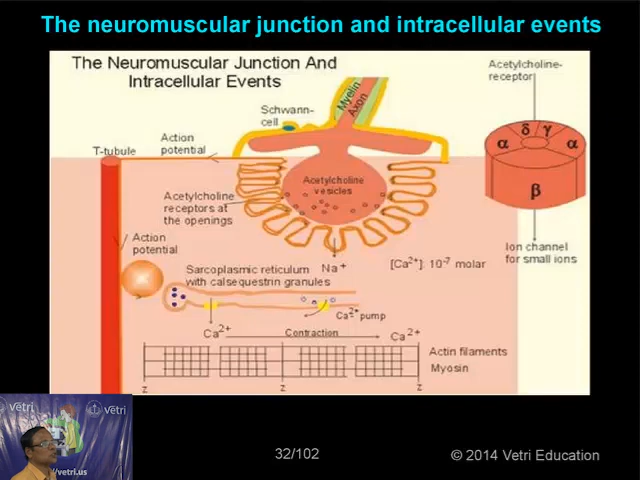 The neuromuscular junction and intracellular events
The Neuromuscular Junction And
Intracellular Events
Acetylcholine-
receptor
Myelin
Axon
Schwann-
cell
Action
potential
T-tubule
δ γ
α α
β
Acetylcholine
vesicles
Acetylcholine
receptors at
the openings
Action
potential
Ion channel
for small ions
Na+
[Ca2+]: 10-7 molar
Sarcoplasmic reticulum
with calsequestrin granules
Ca2+pump
Ca2+
Contraction
Ca2+
Actin filaments
Myosin
z z z
vetri
vetri
/vetri.us
32/102
© 2014 Vetri Education